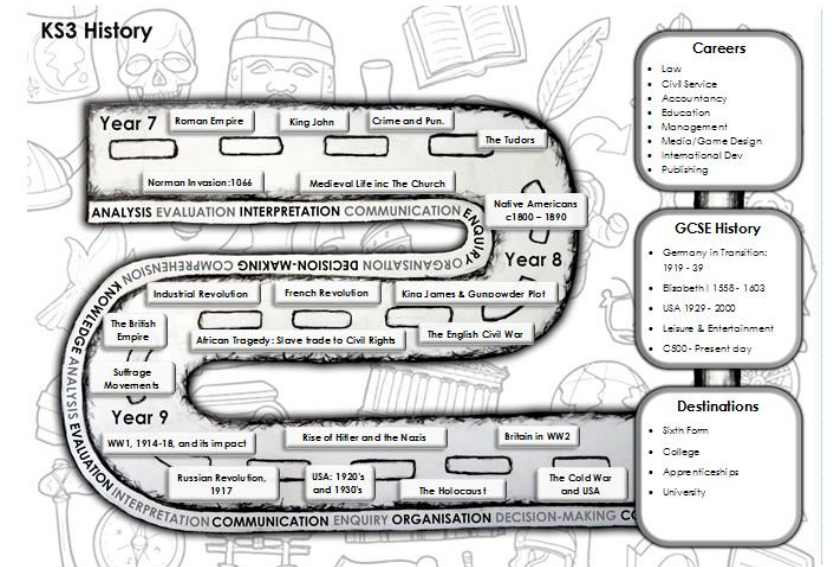 KS3 History
Year 7
Roman Empire
King John
Crime and Pun.
The Tudors
Norman Invasion:1066
Medieval Life inc The Church
Native Americans
c1800 – 1890
ANALYSIS EVALUATION INTERPRETATION COMMUNICATION ENQUIRY ORGANISATION DECISION-MAKING COMPREHENSION KNOWLEDGE ANALYSIS EVALUATION INTERPRETATION COMMUNICATION ENQUIRY ORGANISATION DECISION-MAKING CO
Year 8
King James & Gunpowder Plot
French Revolution
Industrial Revolution
The English Civil War
African Tragedy: Slave trade to Civil Rights
The British
Empire
Suffrage
Movements
Year 9
WW1, 1914-18, and its impact
Rise of Hitler and the Nazis
Britain in WW2
Russian Revolution,
1917
USA: 1920's
and 1930's
The Holocaust
The Cold War
and USA
Careers
• Law
• Civil Service
• Accountancy
• Education
• Management
• Media/Game Design
• International Dev
• Publishing
GCSE History
• Germany in Transition:
1919 - 39
• Elizabeth I 1558 - 1603
• USA 1929 - 2000
• Leisure & Entertainment
• C500 - Present day
Destinations
• Sixth Form
• College
• Apprenticeships
• University